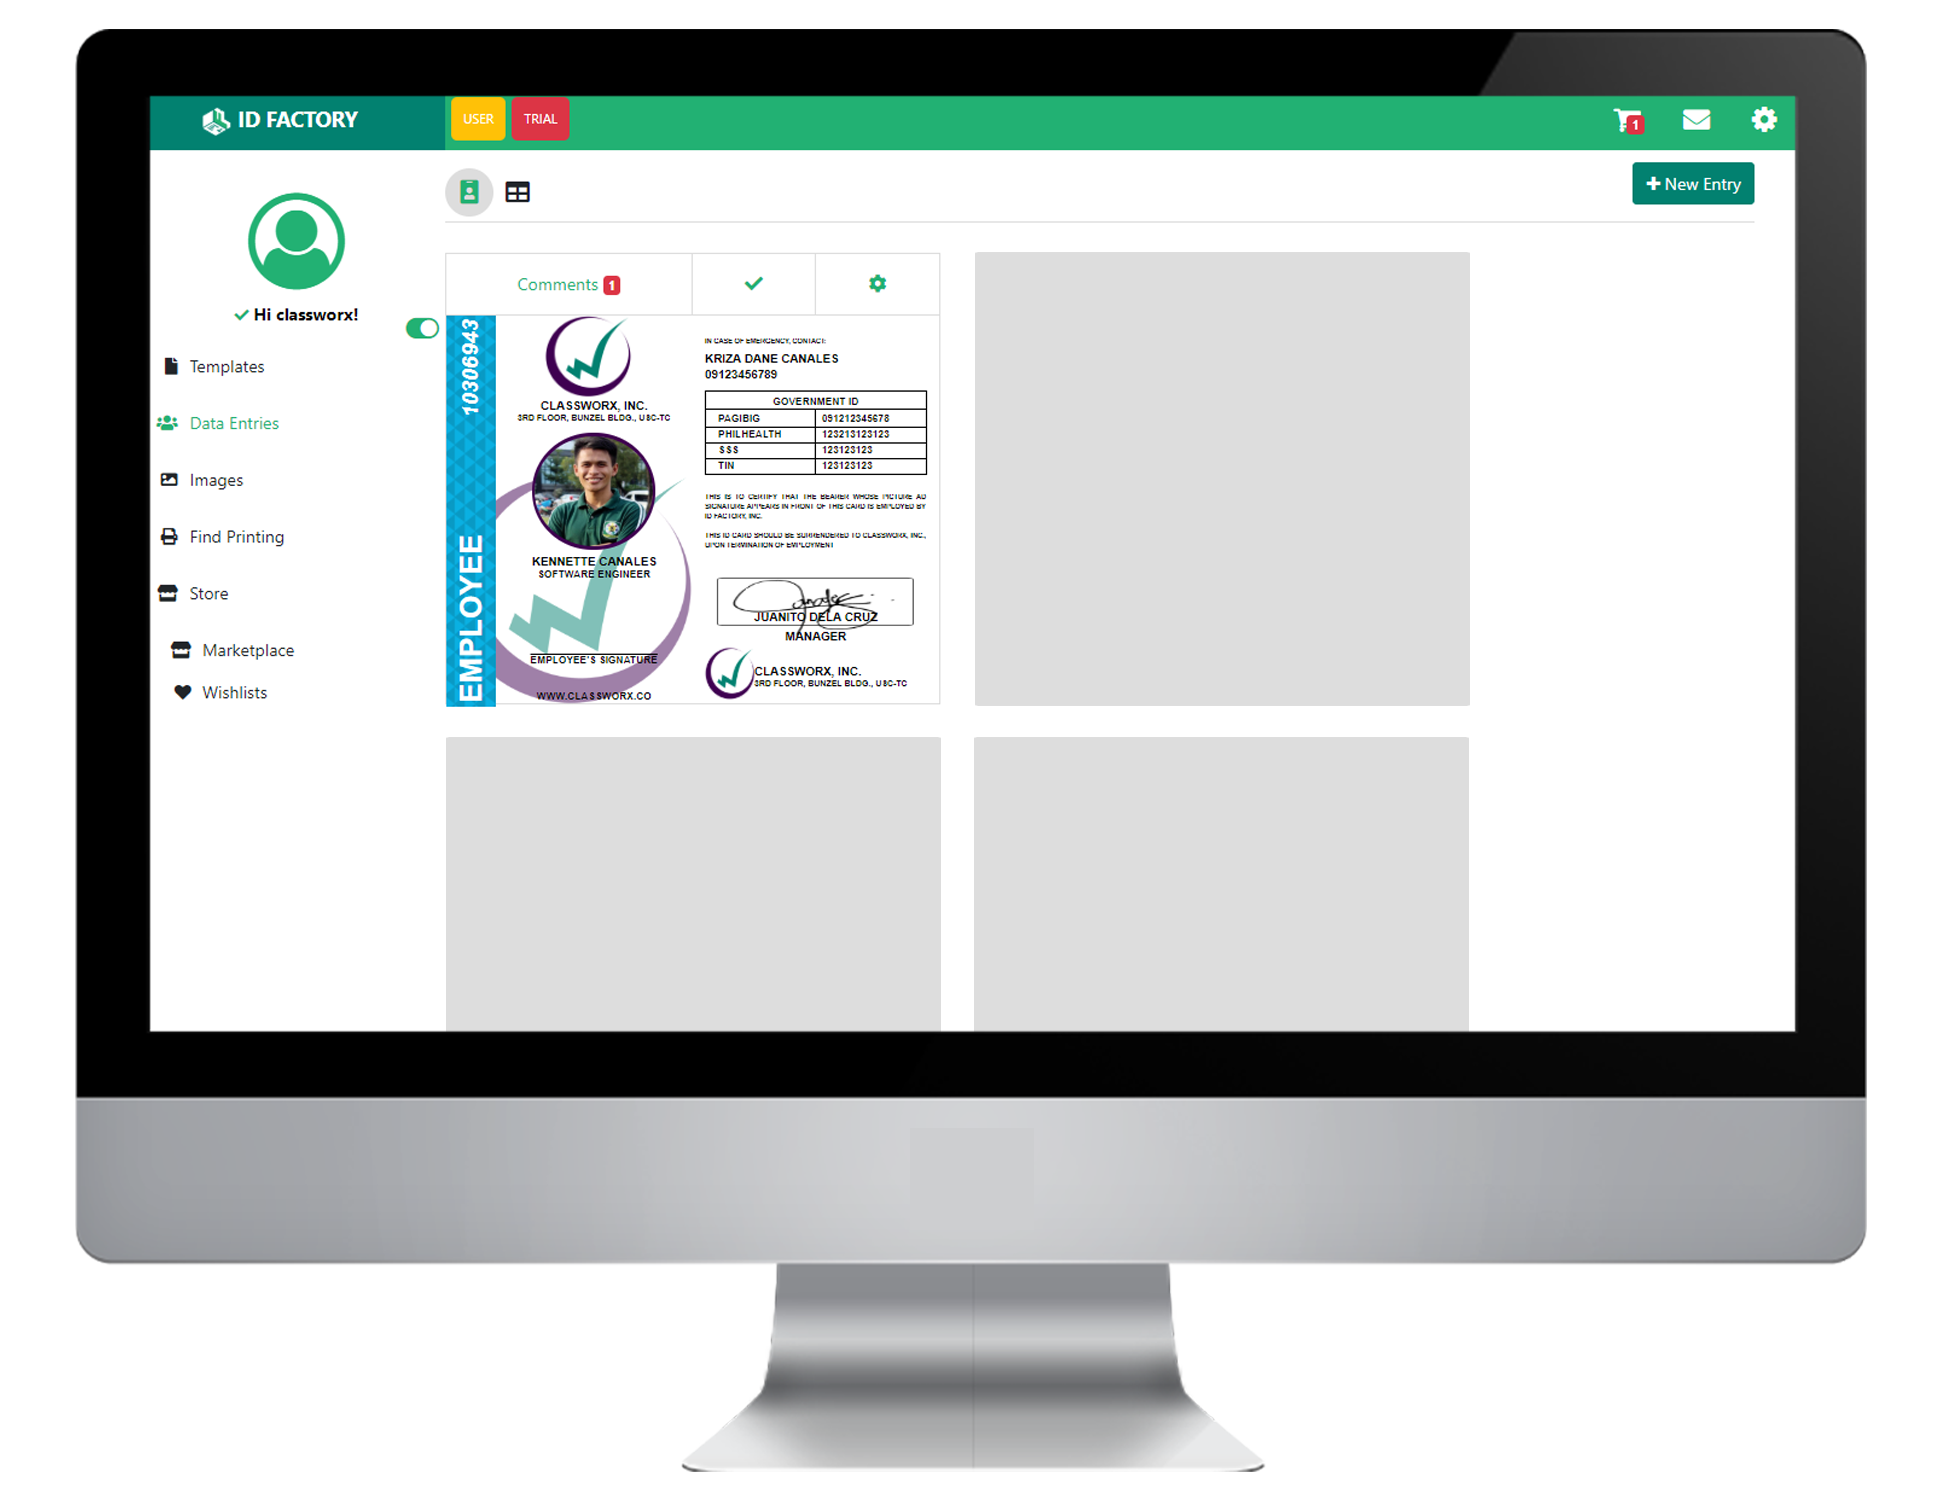 ID FACTORY
USER
TRIAL
1
New Entry
Hi classworx!
Templates
Data Entries
Images
Find Printing
Store
Marketplace
Wishlists
Comments 1
10306943
EMPLOYEE
CLASSWORX, INC.
3RD FLOOR, BUNZEL BLDG., USC-TC
KENNETTE CANALES
SOFTWARE ENGINEER
EMPLOYEE'S SIGNATURE
WWW.CLASSWORX.CO
IN CASE OF EMERGENCY, CONTACT:
KRIZA DANE CANALES
09123456789
GOVERNMENT ID
PAGIBIG 091212345678
PHILHEALTH 123213123123
SSS 123123123
TIN 123123123
THIS IS TO CERTIFY THAT THE BEARER WHOSE PICTURE AD
SIGNATURE APPEARS IN FRONT OF THIS CARD IS EMPLOYED BY
ID FACTORY, INC.
THIS ID CARD SHOULD BE SURRENDERED TO CLASSWORX, INC.,
UPON TERMINATION OF EMPLOYMENT
JUANITO DELA CRUZ
MANAGER
CLASSWORX, INC.
3RD FLOOR, BUNZEL BLDG., USC-TC